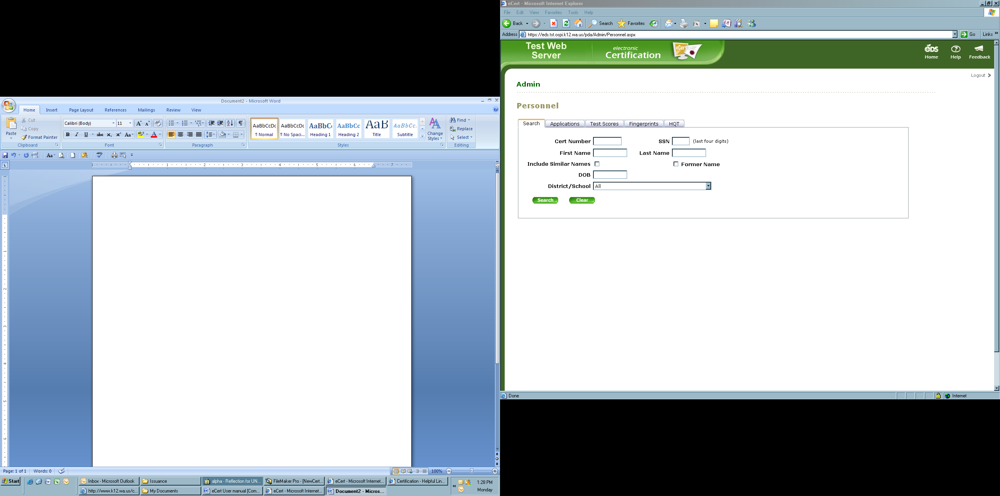 Document2 - Microsoft Word
Home Insert Page Layout References Mailings Review View
Paste
Cut
Copy
Format Painter
Clipboard
Calibri (Body) 11
Font
Paragraph
AaBbCcDc AaBbCcDc AaBbC AaBbCc AaB AaBbCc.
¶ Normal ¶ No Spaci... Heading 1 Heading 2 Title Subtitle
Change Styles
Styles
Find
Replace
Select
Editing
Page: 1 of 1 Words: 0 100%
Start
Inbox - Microsoft Outlook Issuance alpha - Reflection for UN... FileMaker Pro - [NewCert... eCert - Microsoft Internet... Certification - Helpful Lin...
http://www.k12.wa.us/c... My Documents eCert User manual [Com... eCert - Microsoft Internet... Document2 - Micros...
1:28 PM
Monday
eCert - Microsoft Internet Explorer
File Edit View Favorites Tools Help
Back Search Favorites
Address https://eds.tst.ospi.k12.wa.us/pda/Admin/Personnel.aspx Go Links
Test Web
Server
electronic
Certification
eCert
eDS
Home Help Feedback
Logout
Admin
Personnel
Search Applications Test Scores Fingerprints HQT
Cert Number SSN (last four digits)
First Name Last Name
Include Similar Names Former Name
DOB
District/School All
Search Clear
Done Internet